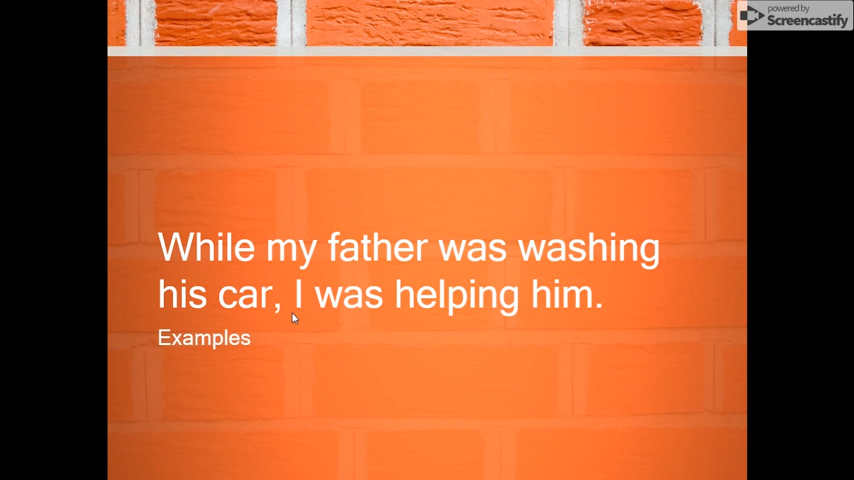 powered by
Screencastify
While my father was washing
his car, I was helping him.
Examples